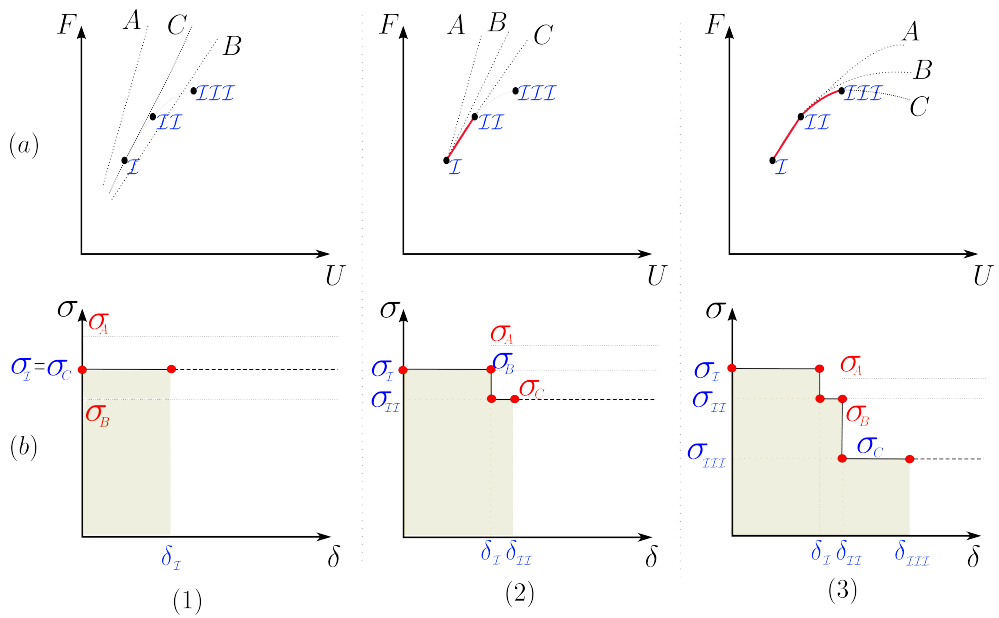 F A C B III II I U
(a)
F A B C III II I U
F A B C III II I U
σ σ_A σ_I=σ_C σ_B δ_I δ
(b)
σ σ_A σ_I σ_B σ_II σ_C δ_I δ_II δ
σ σ_I σ_A σ_II σ_B σ_III σ_C δ_I δ_II δ_III δ
(1) (2) (3)